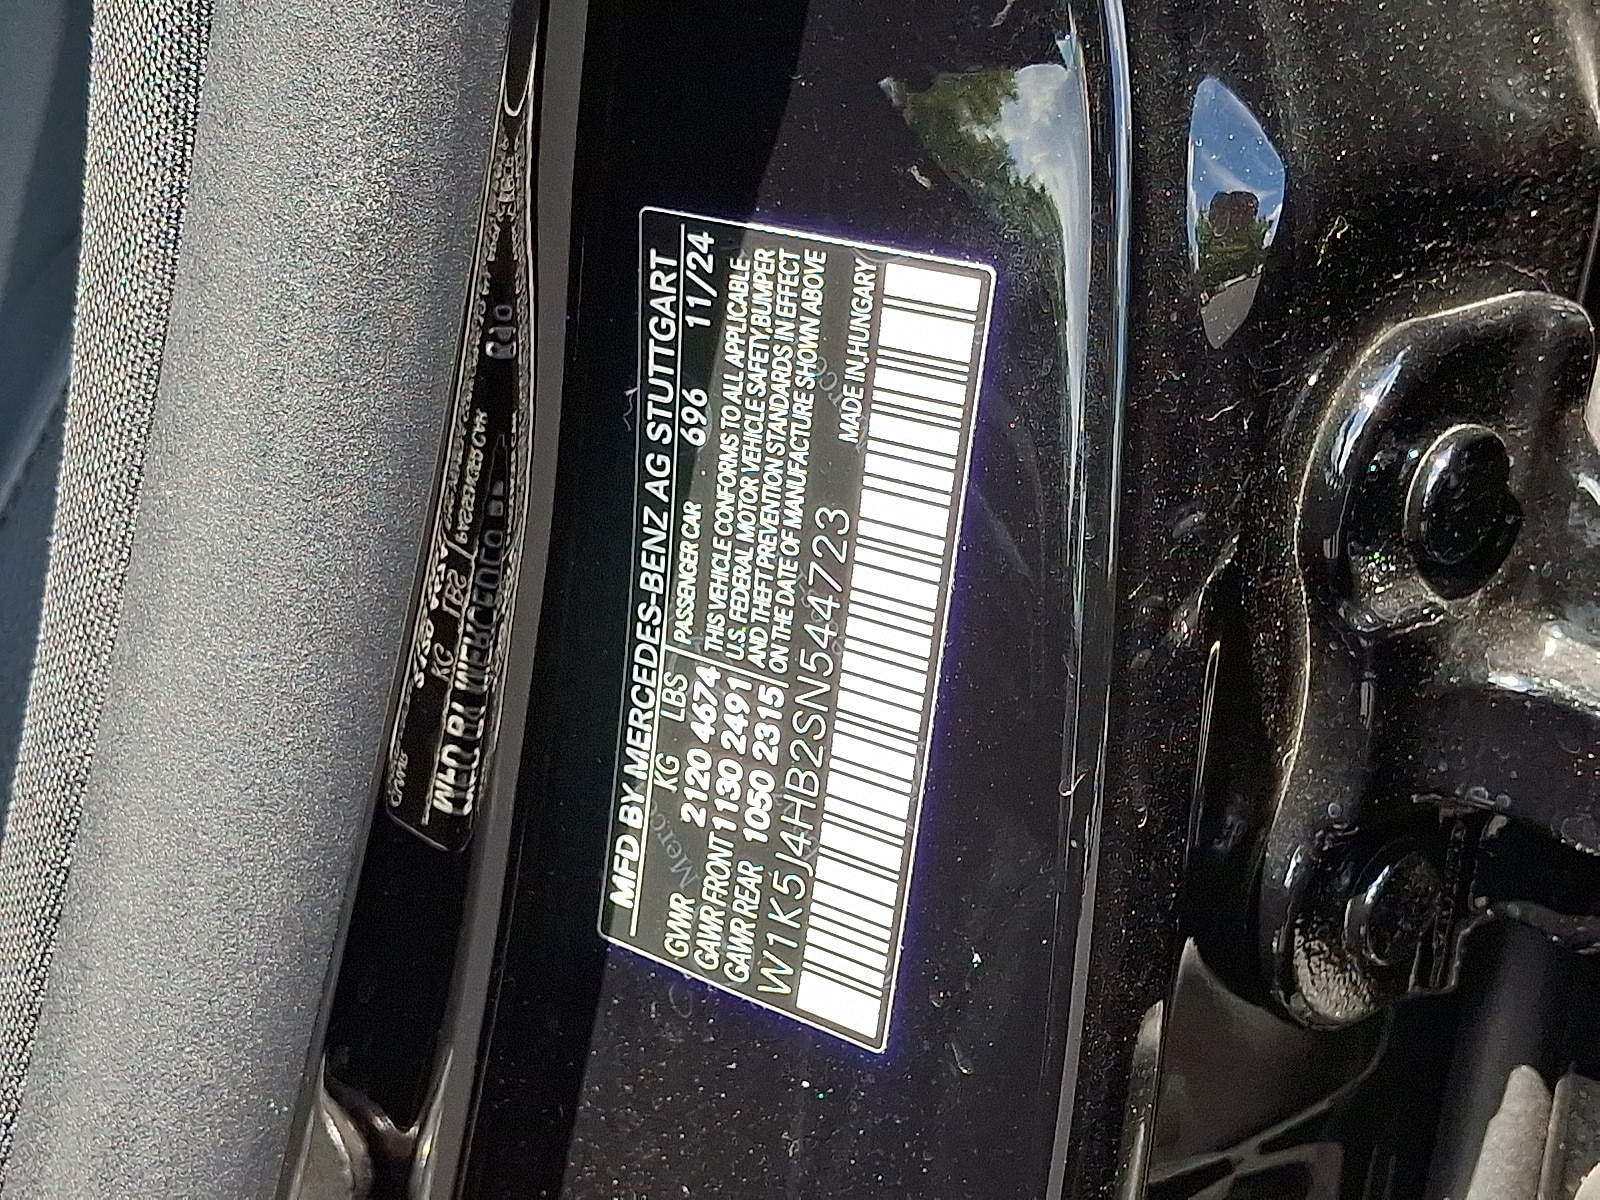 MFD BY MERCEDES-BENZ AG STUTTGART
KG LBS PASSENGER CAR 696 11/24
GVWR 2120 4674 THIS VEHICLE CONFORMS TO ALL APPLICABLE
GAWR FRONT 1130 2491 U.S. FEDERAL MOTOR VEHICLE SAFETY, BUMPER
GAWR REAR 1050 2315 AND THEFT PREVENTION STANDARDS IN EFFECT
ON THE DATE OF MANUFACTURE SHOWN ABOVE
W1K5J4HB2SN544723
MADE IN HUNGARY